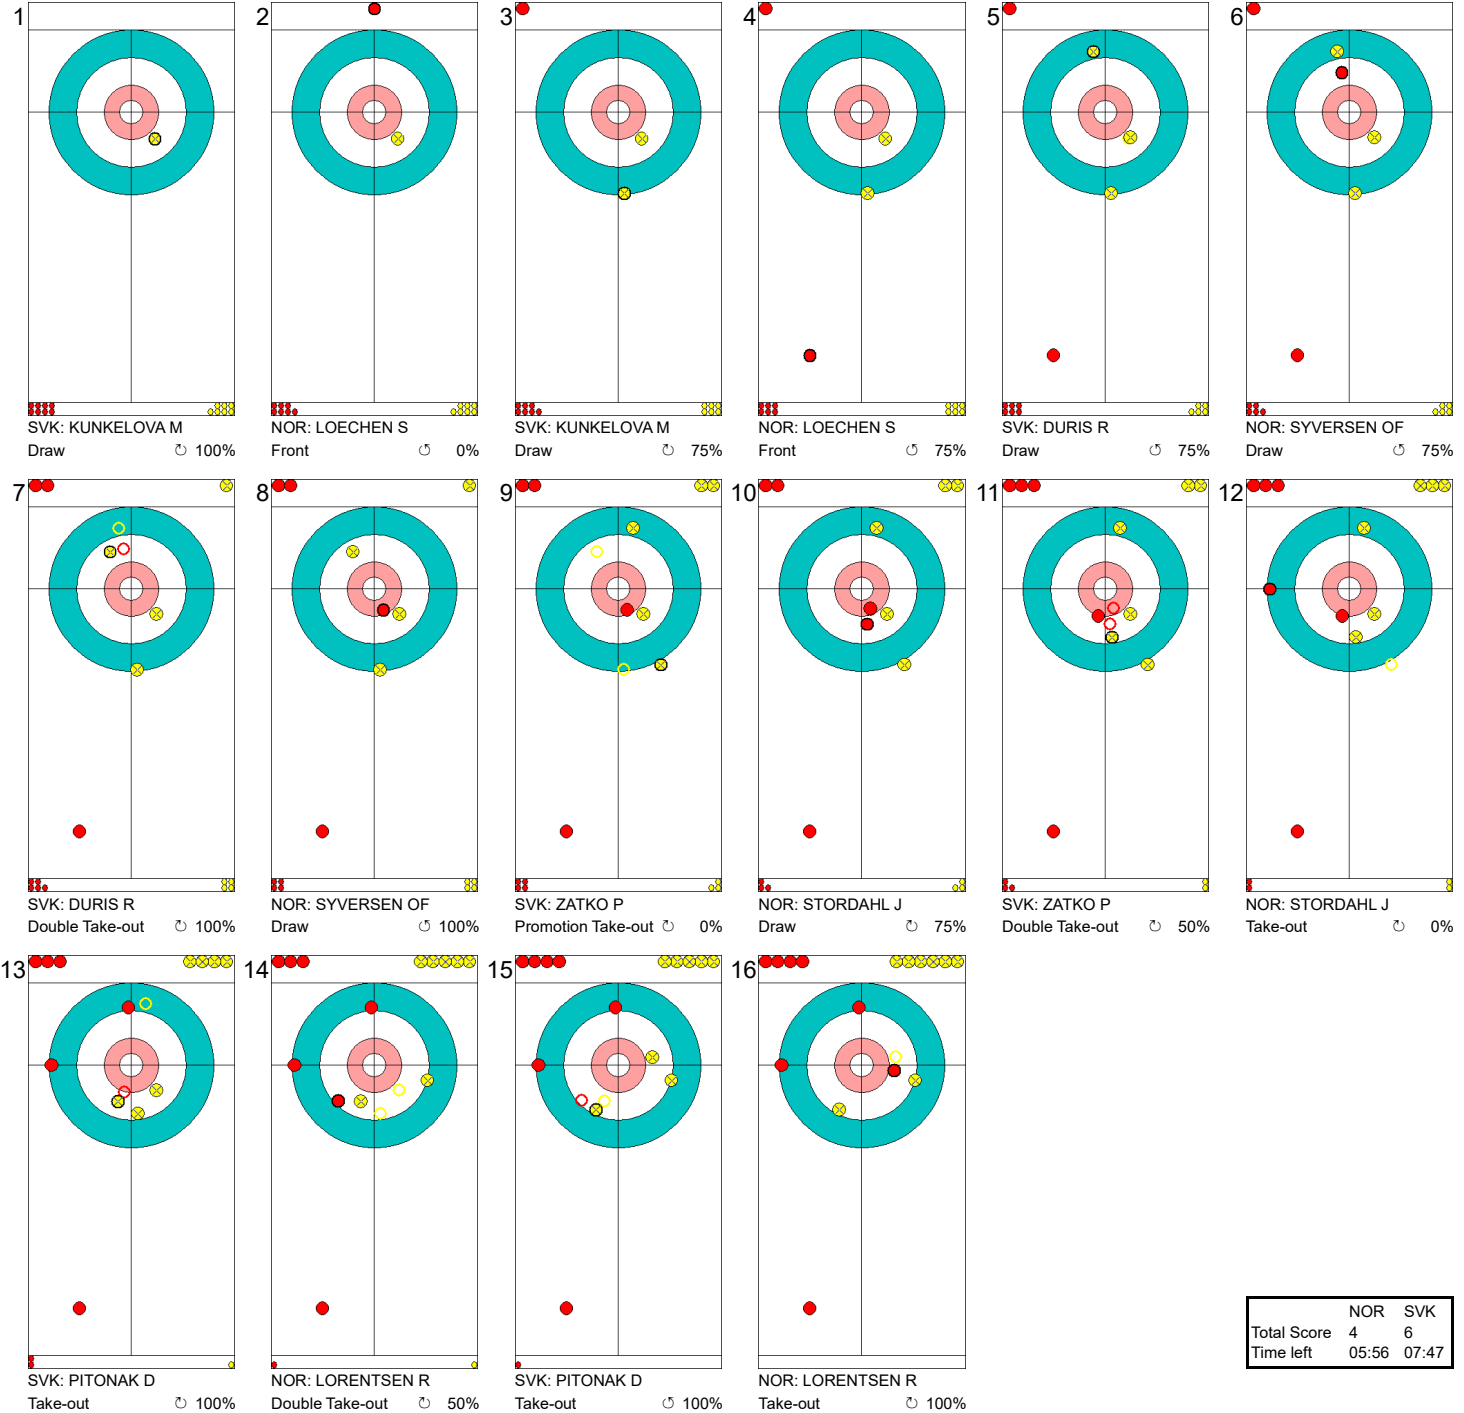 1
SVK: KUNKELOVA M
Draw ↻ 100%
2
NOR: LOECHEN S
Front ↺ 0%
3
SVK: KUNKELOVA M
Draw ↻ 75%
4
NOR: LOECHEN S
Front ↺ 75%
5
SVK: DURIS R
Draw ↺ 75%
6
NOR: SYVERSEN OF
Draw ↺ 75%
7
SVK: DURIS R
Double Take-out ↻ 100%
8
NOR: SYVERSEN OF
Draw ↺ 100%
9
SVK: ZATKO P
Promotion Take-out ↻ 0%
10
NOR: STORDAHL J
Draw ↺ 75%
11
SVK: ZATKO P
Double Take-out ↻ 50%
12
NOR: STORDAHL J
Take-out ↻ 0%
13
SVK: PITONAK D
Take-out ↻ 100%
14
NOR: LORENTSEN R
Double Take-out ↺ 50%
15
SVK: PITONAK D
Take-out ↻ 100%
16
NOR: LORENTSEN R
Take-out ↻ 100%
NOR SVK
Total Score 4 6
Time left 05:56 07:47